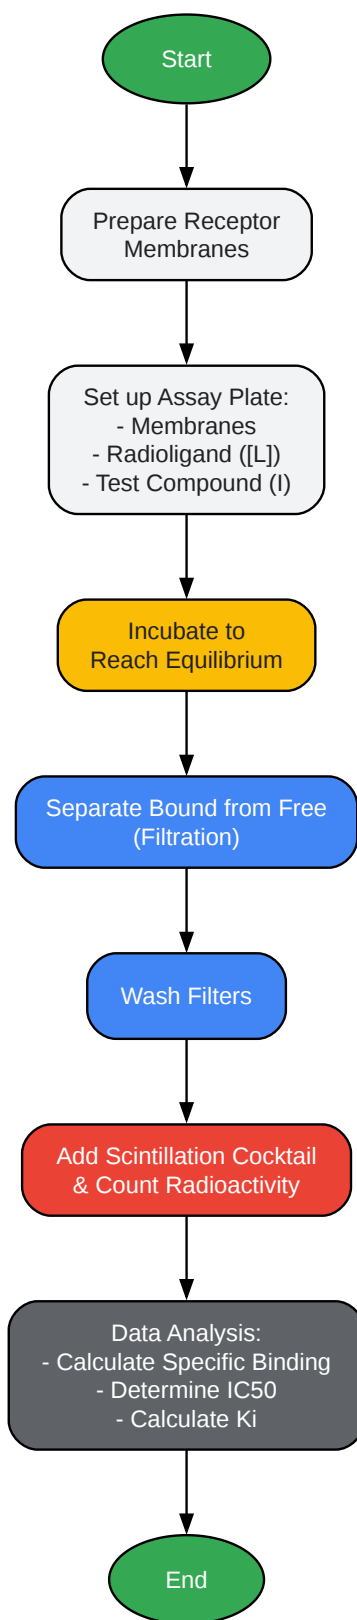 Start
Prepare Receptor
Membranes
Set up Assay Plate:
- Membranes
- Radioligand ([L])
- Test Compound (I)
Incubate to
Reach Equilibrium
Separate Bound from Free
(Filtration)
Wash Filters
Add Scintillation Cocktail
& Count Radioactivity
Data Analysis:
- Calculate Specific Binding
- Determine IC50
- Calculate Ki
End